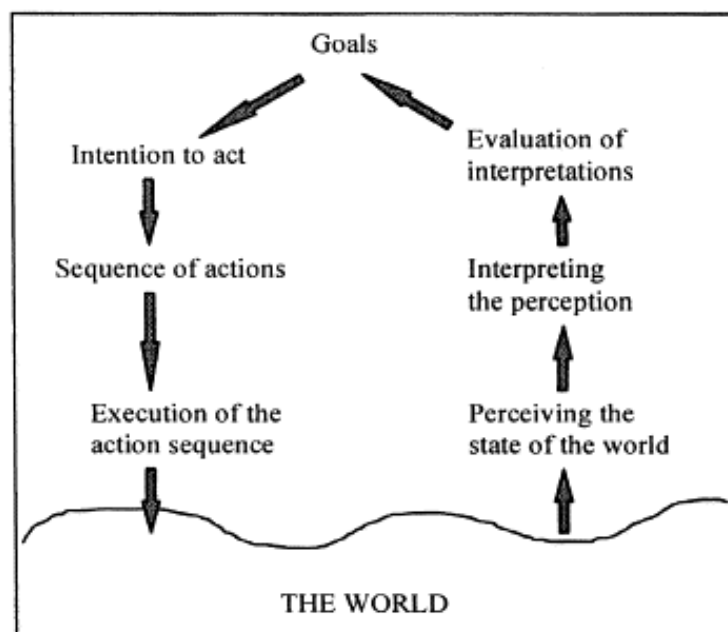 Goals
Intention to act
Sequence of actions
Execution of the
action sequence
Evaluation of
interpretations
Interpreting
the perception
Perceiving the
state of the world
THE WORLD